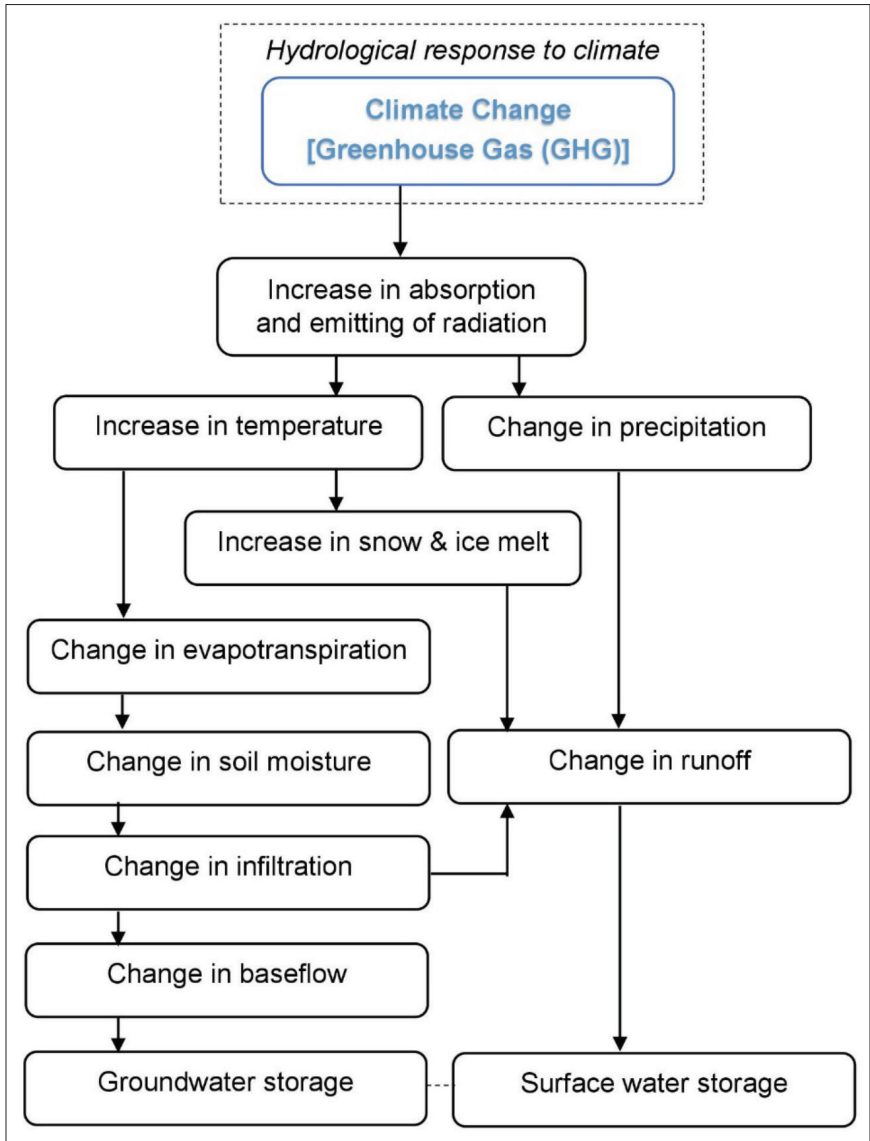 Hydrological response to climate
Climate Change
[Greenhouse Gas (GHG)]
Increase in absorption
and emitting of radiation
Increase in temperature
Change in precipitation
Increase in snow & ice melt
Change in evapotranspiration
Change in soil moisture
Change in runoff
Change in infiltration
Change in baseflow
Groundwater storage
Surface water storage